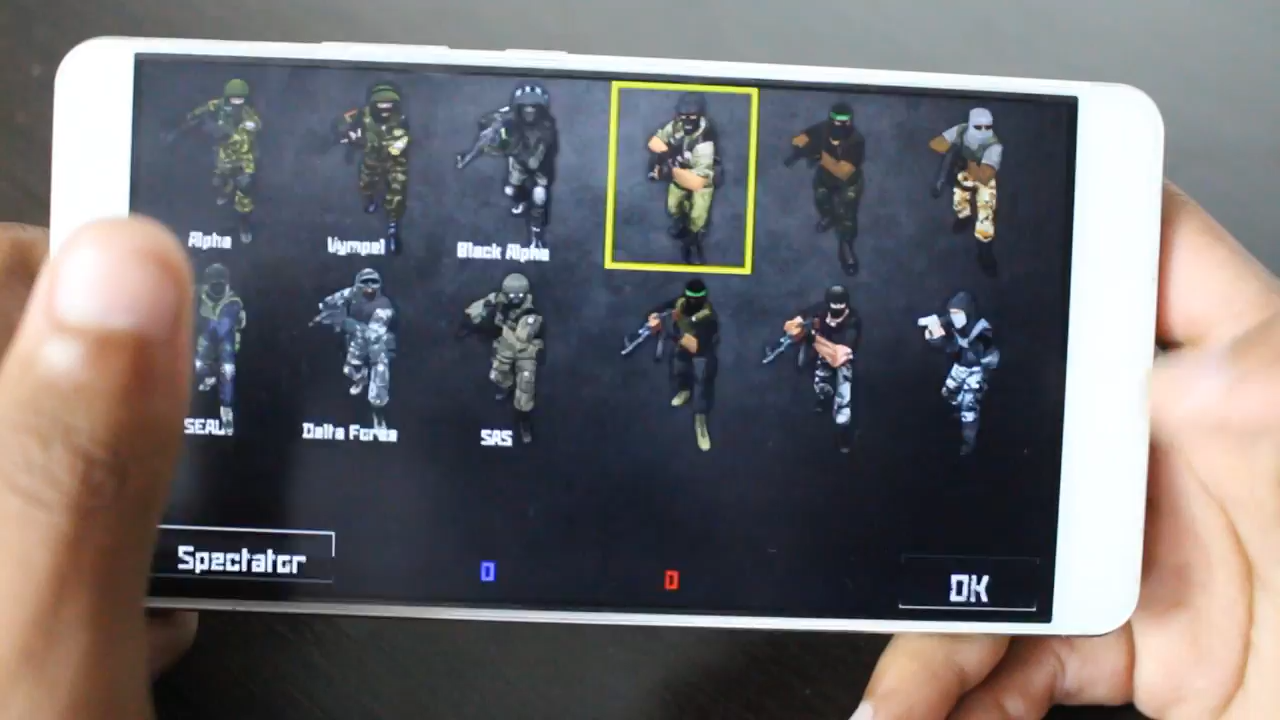 Alpha
Vympel
Black Alpha
SEAL
Delta Force
SAS
Spectator
0
0
OK